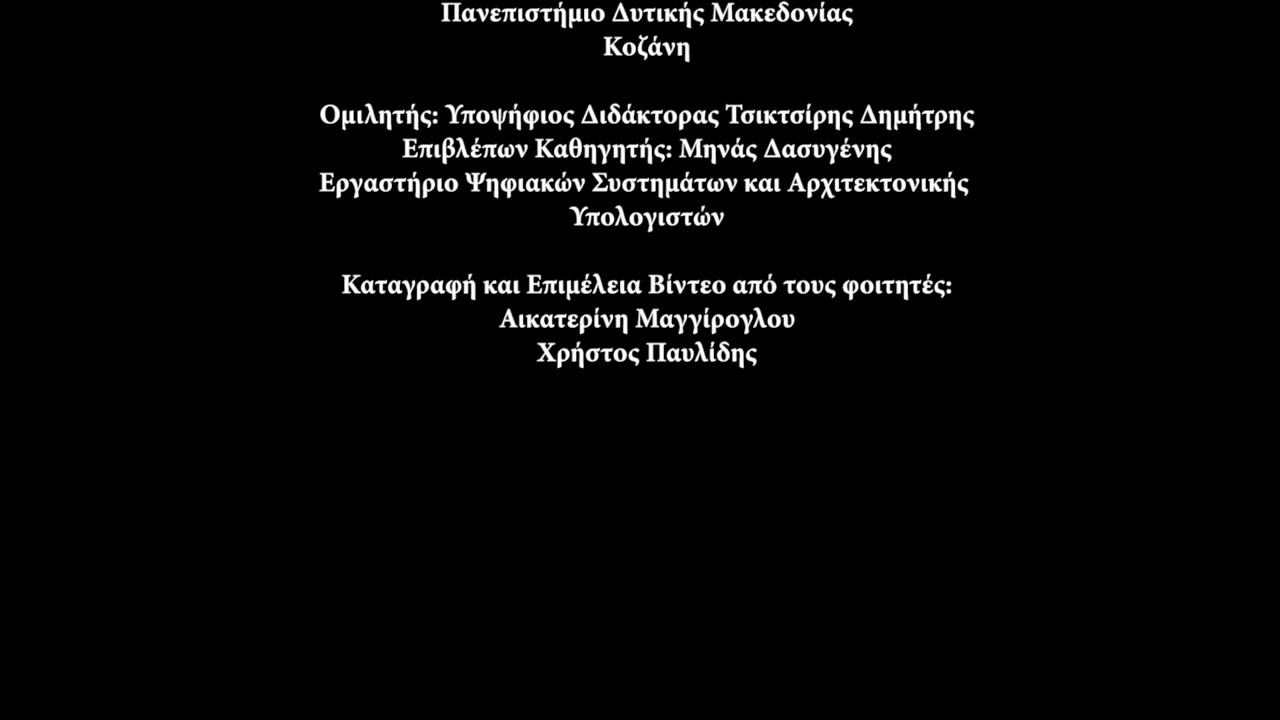 Πανεπιστήμιο Δυτικής Μακεδονίας
Κοζάνη
Ομιλητής: Υποψήφιος Διδάκτορας Τσικτσίρης Δημήτρης
Επιβλέπων Καθηγητής: Μηνάς Δασυγένης
Εργαστήριο Ψηφιακών Συστημάτων και Αρχιτεκτονικής
Υπολογιστών
Καταγραφή και Επιμέλεια Βίντεο από τους φοιτητές:
Αικατερίνη Μαγγίρογλου
Χρήστος Παυλίδης